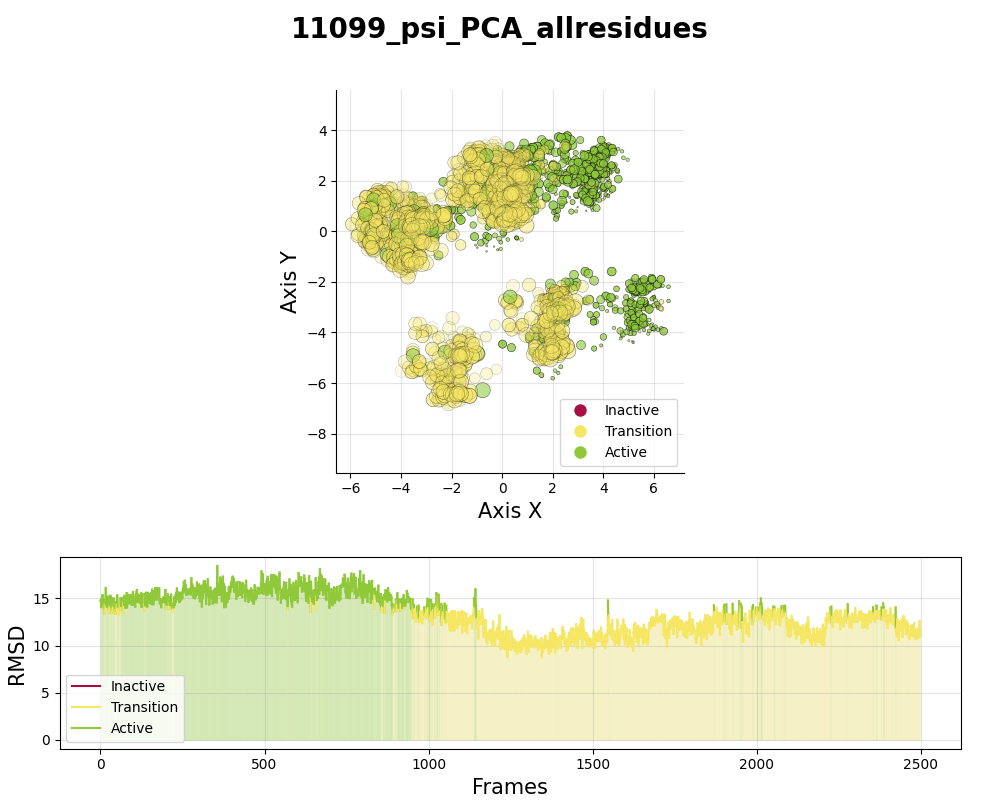 11099_psi_PCA_allresidues
4
2
0
−2
−4
−6
−8
Axis Y
Inactive
Transition
Active
−6 −4 −2 0 2 4 6
Axis X
15
10
5
0
RMSD
Inactive
Transition
Active
0 500 1000 1500 2000 2500
Frames